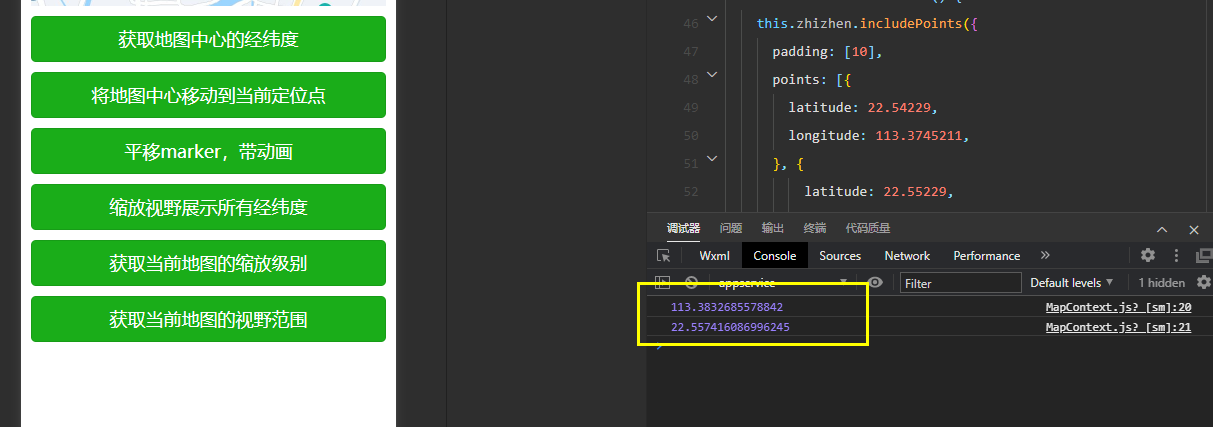 获取地图中心的经纬度
将地图中心移动到当前定位点
平移marker，带动画
缩放视野展示所有经纬度
获取当前地图的缩放级别
获取当前地图的视野范围
46 this.zhizhen.includePoints({
47 padding: [10],
48 points: [{
49 latitude: 22.54229,
50 longitude: 113.3745211,
51 }, {
52 latitude: 22.55229,
调试器 问题 输出 终端 代码质量
Wxml Console Sources Network Performance
appservice Filter Default levels 1 hidden
113.3832685578842 MapContext.js? [sm]:20
22.557416086996245 MapContext.js? [sm]:21